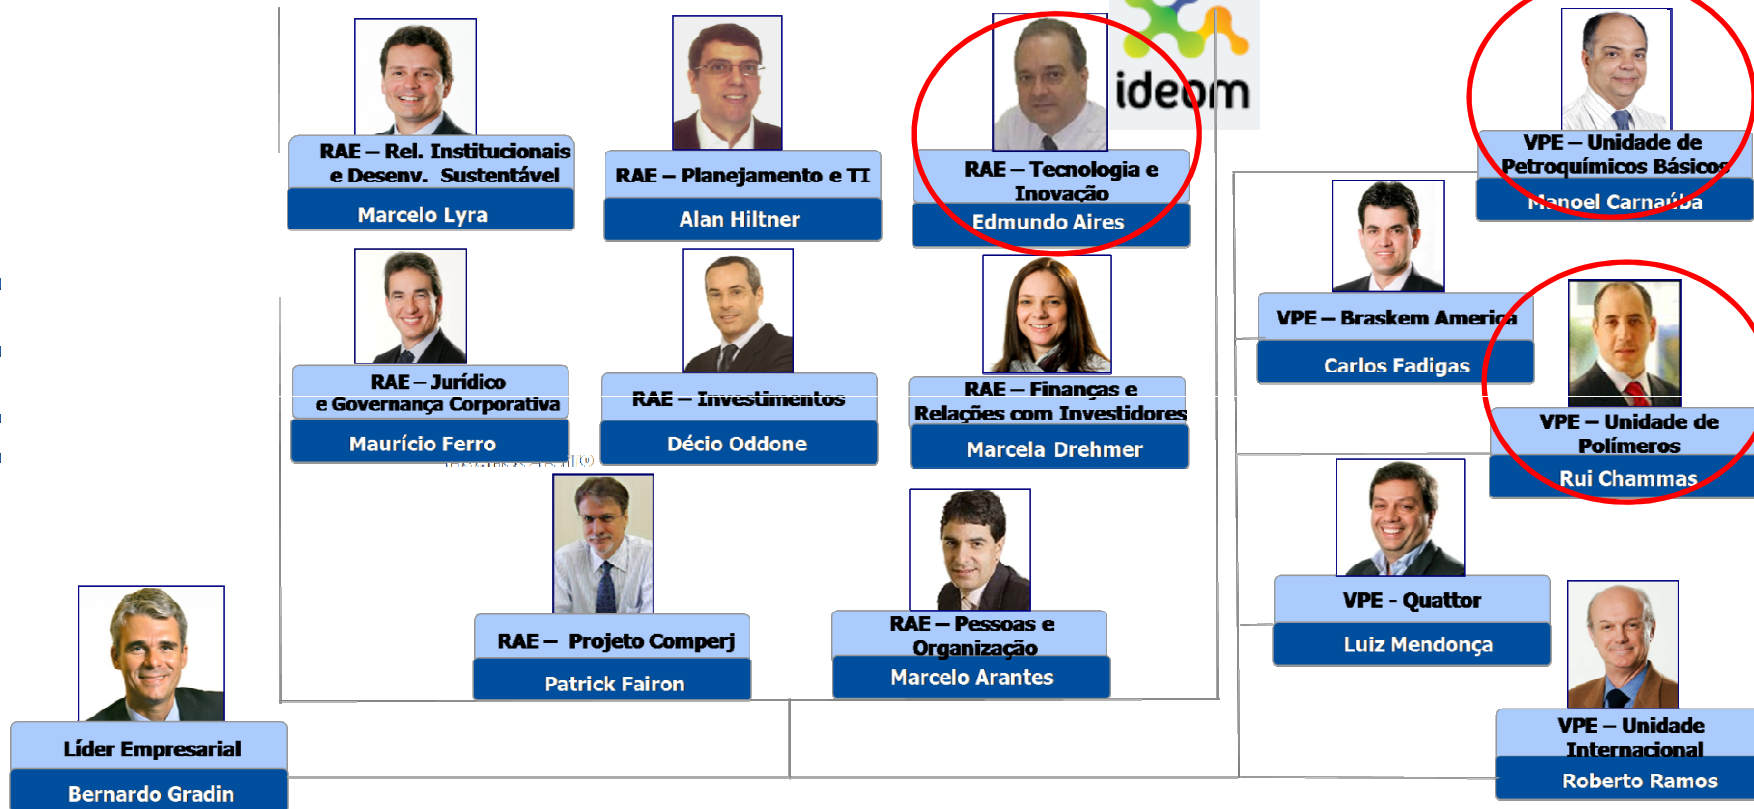 ideom
RAE – Rel. Institucionais
e Desenv. Sustentável
Marcelo Lyra
RAE – Planejamento e TI
Alan Hiltner
RAE – Tecnologia e
Inovação
Edmundo Aires
VPE – Unidade de
Petroquímicos Básicos
Manoel Carnaúba
RAE – Jurídico
e Governança Corporativa
Maurício Ferro
RAE – Investimentos
Décio Oddone
RAE – Finanças e
Relações com Investidores
Marcela Drehmer
VPE – Braskem America
Carlos Fadigas
VPE – Unidade de
Polímeros
Rui Chammas
RAE – Projeto Comperj
Patrick Fairon
RAE – Pessoas e
Organização
Marcelo Arantes
VPE - Quattor
Luiz Mendonça
Líder Empresarial
Bernardo Gradin
VPE – Unidade
Internacional
Roberto Ramos